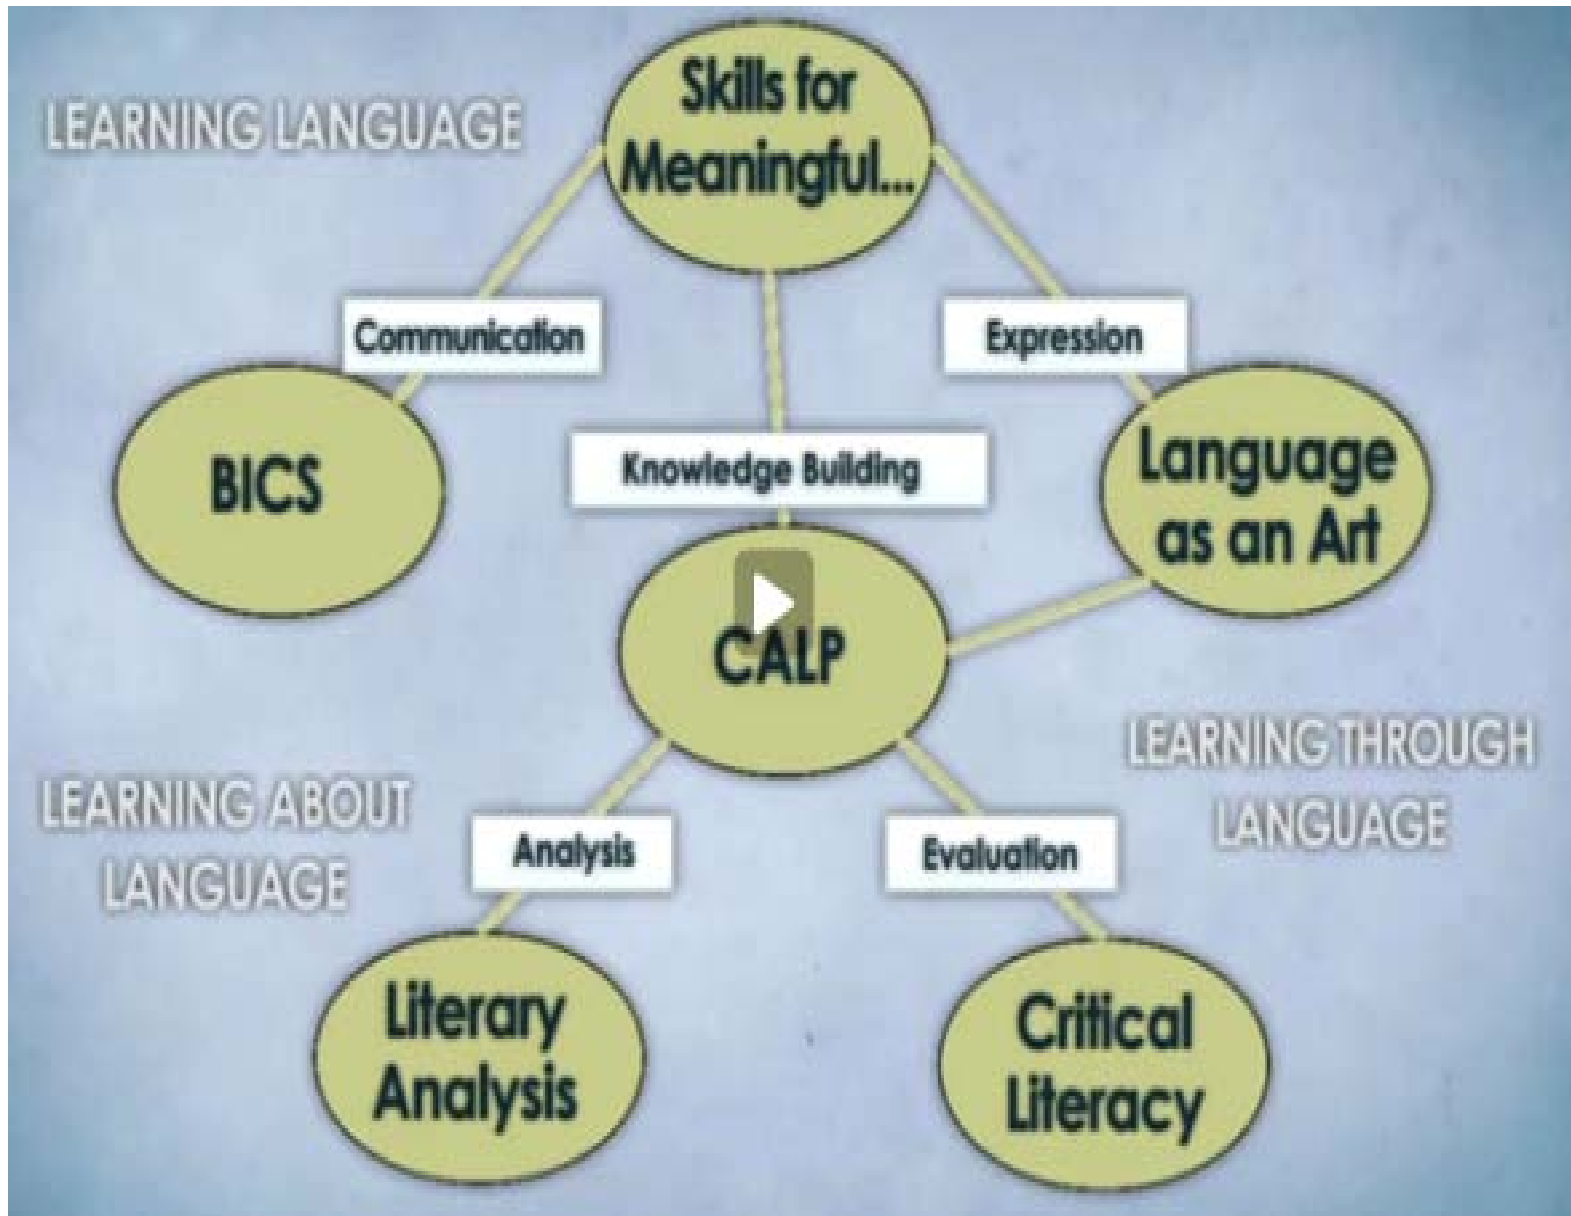 LEARNING LANGUAGE
Skills for
Meaningful...
Communication
Expression
BICS
Knowledge Building
Language
as an Art
CALP
LEARNING THROUGH
LANGUAGE
LEARNING ABOUT
LANGUAGE
Analysis
Evaluation
Literary
Analysis
Critical
Literacy